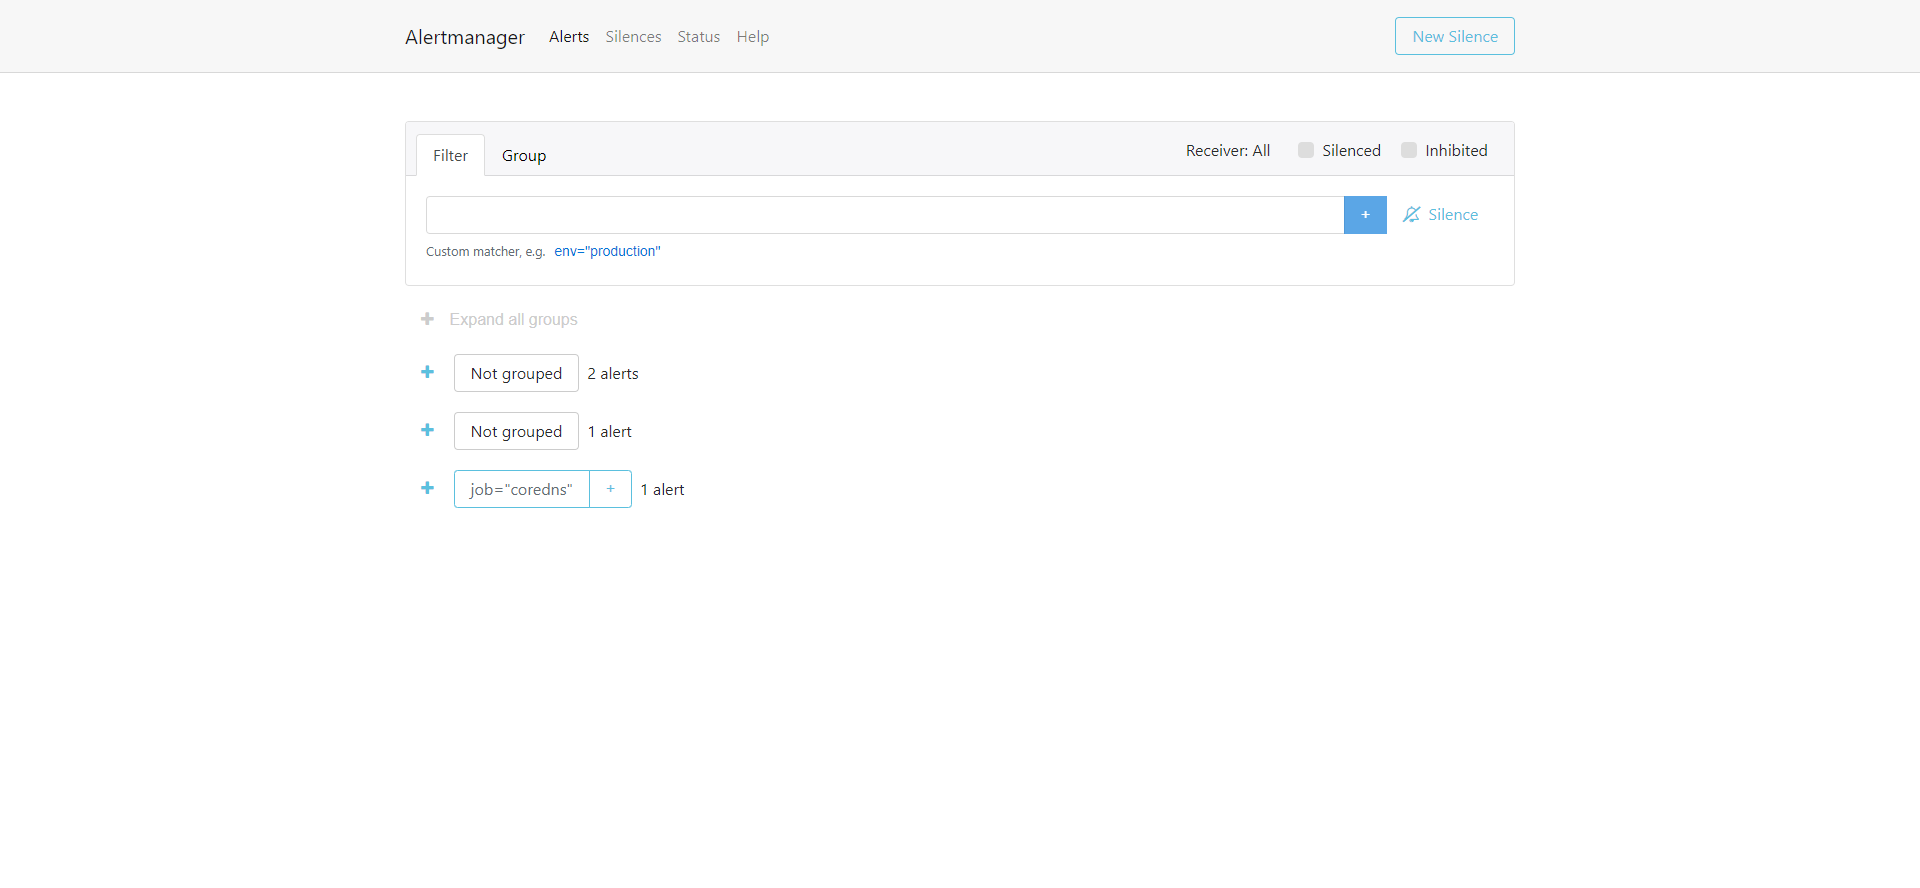 Alertmanager Alerts Silences Status Help New Silence
Filter Group Receiver: All Silenced Inhibited
+ Silence
Custom matcher, e.g. env="production"
+ Expand all groups
+ Not grouped 2 alerts
+ Not grouped 1 alert
+ job="coredns" + 1 alert